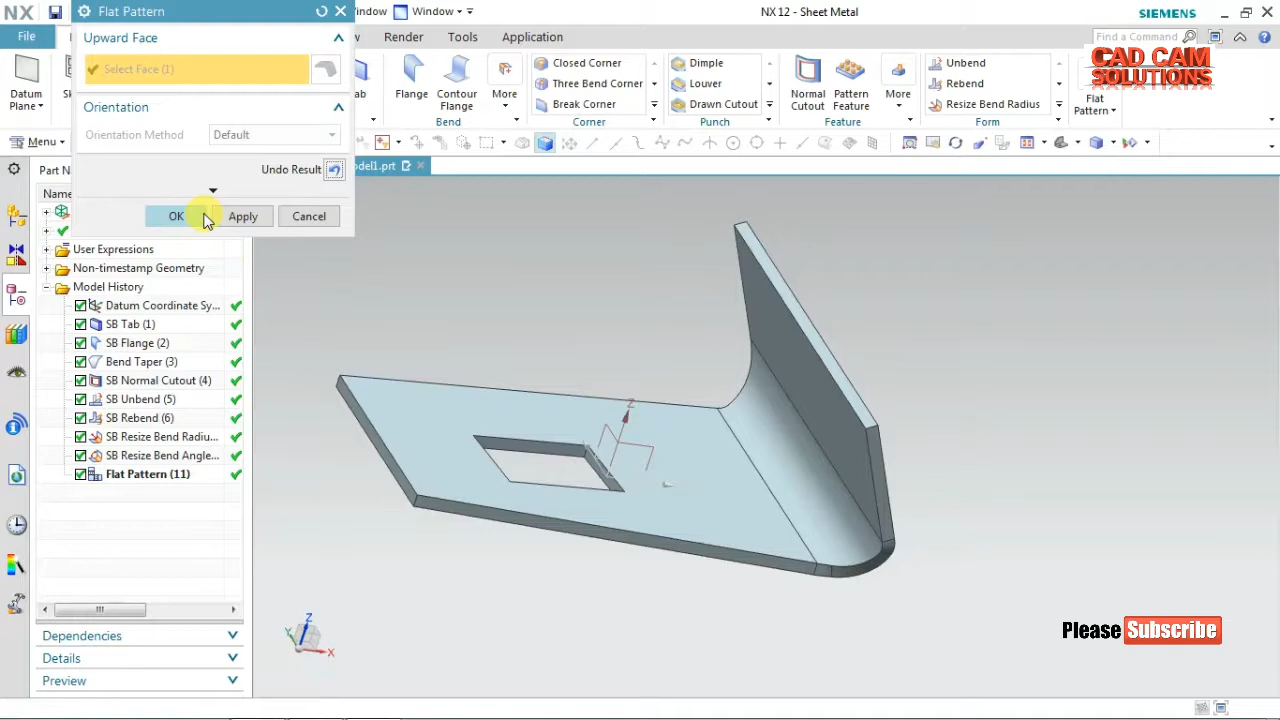 NX
Flat Pattern
indow
Window
NX 12 - Sheet Metal
SIEMENS
File
Upward Face
Render
Tools
Application
Find a Command
Select Face (1)
Orientation
Orientation Method
Default
Undo Result
OK
Apply
Cancel
Datum
Plane
Flange
Contour
Flange
More
Bend
Closed Corner
Three Bend Corner
Break Corner
Corner
Dimple
Louver
Drawn Cutout
Punch
Normal
Cutout
Pattern
Feature
More
Feature
Unbend
Rebend
Resize Bend Radius
Form
Flat
Pattern
CAD CAM
SOLUTIONS
Menu
odel1.prt
Part N
Name
User Expressions
Non-timestamp Geometry
Model History
Datum Coordinate Sy...
SB Tab (1)
SB Flange (2)
Bend Taper (3)
SB Normal Cutout (4)
SB Unbend (5)
SB Rebend (6)
SB Resize Bend Radiu...
SB Resize Bend Angle...
Flat Pattern (11)
Dependencies
Details
Preview
Z
Z
Y
X
Please Subscribe